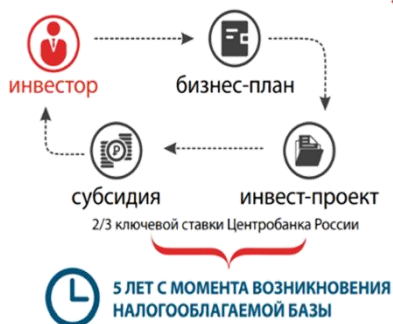 инвестор
бизнес-план
субсидия
инвест-проект
2/3 ключевой ставки Центробанка России
5 ЛЕТ С МОМЕНТА ВОЗНИКНОВЕНИЯ
НАЛОГООБЛАГАЕМОЙ БАЗЫ